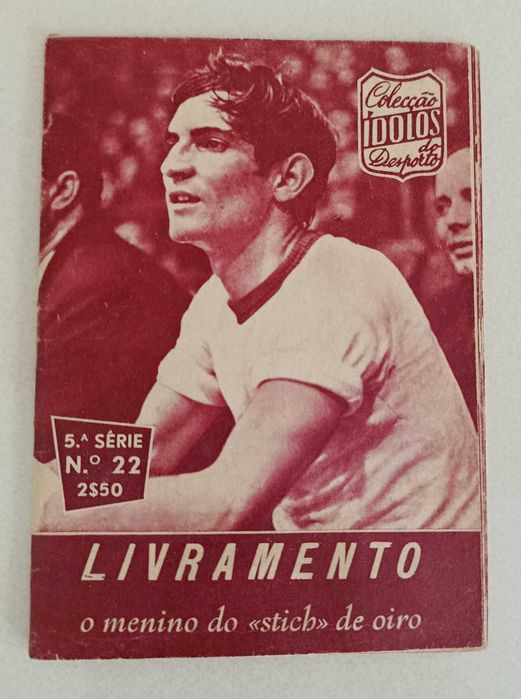 Colecção
ÍDOLOS
do
Desporto
5.ª SÉRIE
N.º 22
2$50
LIVRAMENTO
o menino do «stich» de oiro